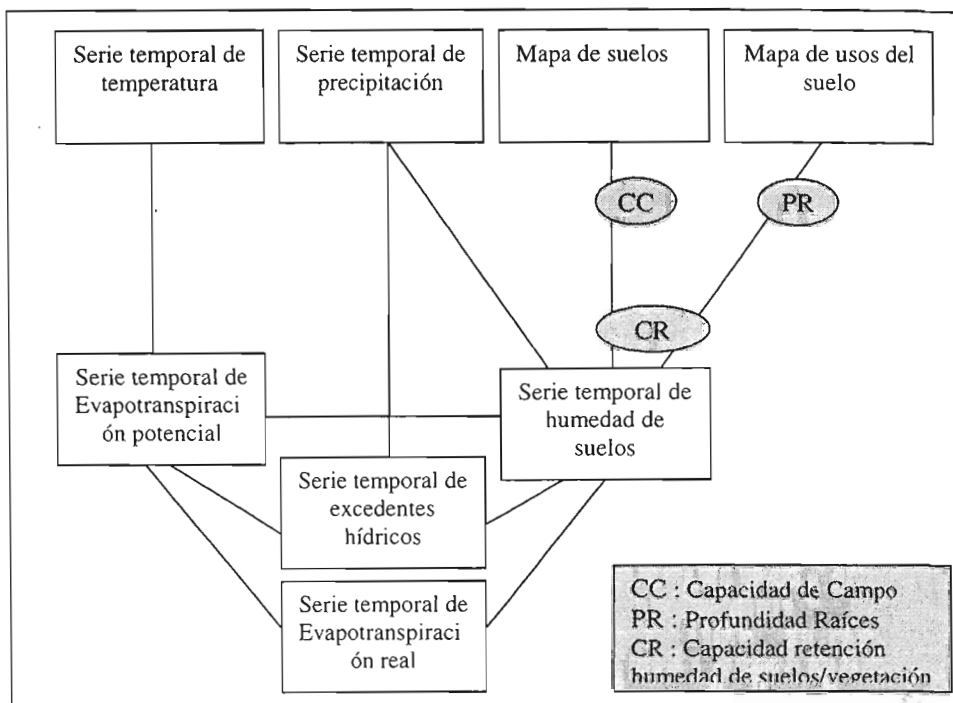 Serie temporal de
temperatura
Serie temporal de
precipitación
Mapa de suelos
Mapa de usos del
suelo
CC
PR
CR
Serie temporal de
Evapotranspiraci
ón potencial
Serie temporal de
humedad de
suelos
Serie temporal de
excedentes
hídricos
Serie temporal de
Evapotranspiraci
ón real
CC : Capacidad de Campo
PR : Profundidad Raíces
CR : Capacidad retención
humedad de suelos/vegetación